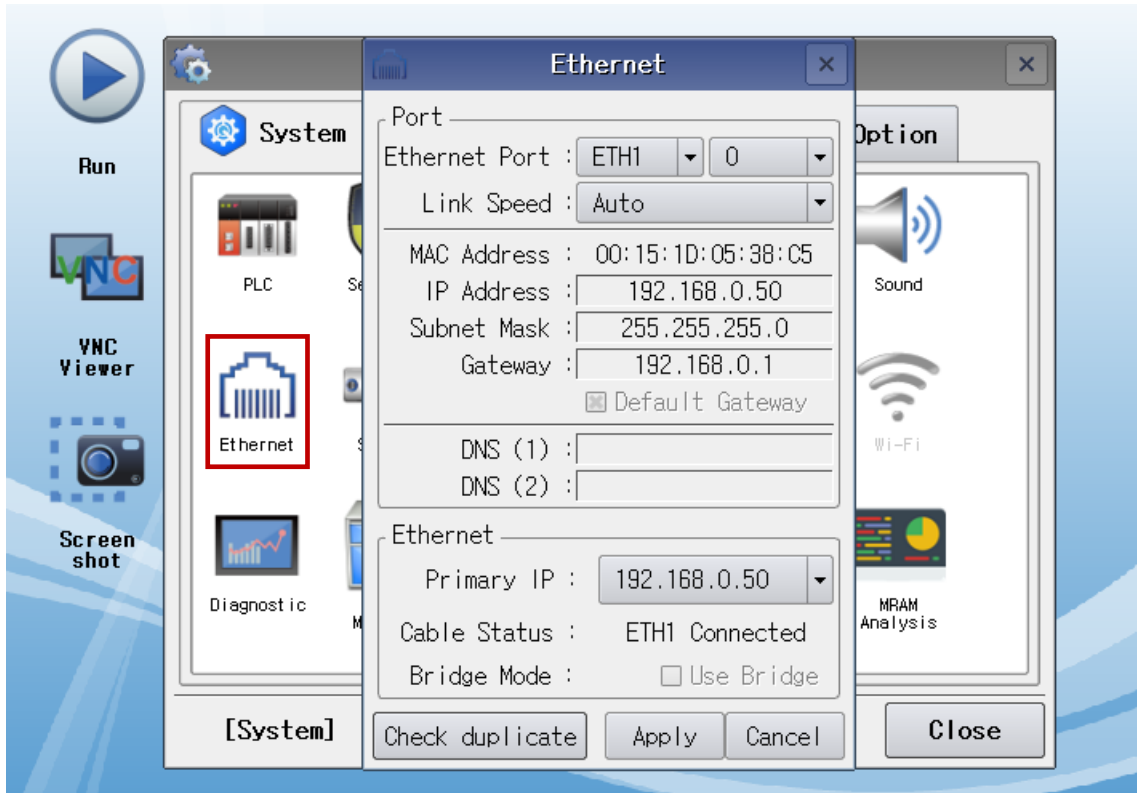 Run
VNC
VNC
Viewer
Screen
shot
System
Option
PLC
Se
Sound
Ethernet
S
Wi-Fi
Diagnostic
M
MRAM
Analysis
[System]
Close
Ethernet
Port
Ethernet Port : ETH1 0
Link Speed : Auto
MAC Address : 00:15:1D:05:38:C5
IP Address : 192.168.0.50
Subnet Mask : 255.255.255.0
Gateway : 192.168.0.1
Default Gateway
DNS (1) :
DNS (2) :
Ethernet
Primary IP : 192.168.0.50
Cable Status : ETH1 Connected
Bridge Mode : Use Bridge
Check duplicate Apply Cancel